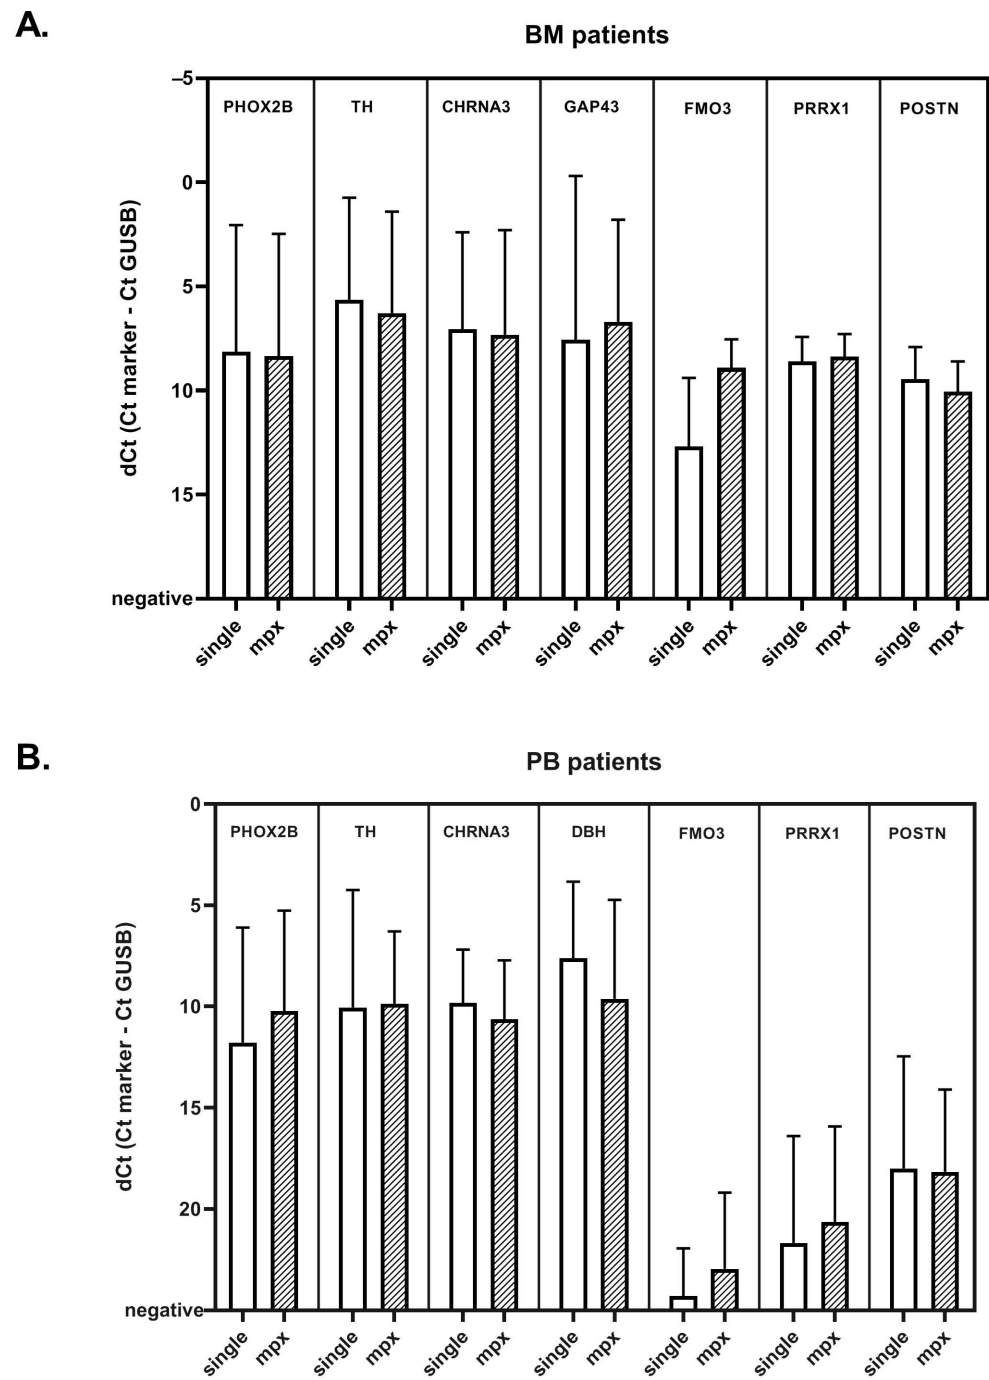 A.
BM patients
–5
PHOX2B TH CHRNA3 GAP43 FMO3 PRRX1 POSTN
0
5
10
15
negative
dCt (Ct marker - Ct GUSB)
single mpx single mpx single mpx single mpx single mpx single mpx single mpx
B.
PB patients
0
PHOX2B TH CHRNA3 DBH FMO3 PRRX1 POSTN
5
10
15
20
negative
dCt (Ct marker - Ct GUSB)
single mpx single mpx single mpx single mpx single mpx single mpx single mpx